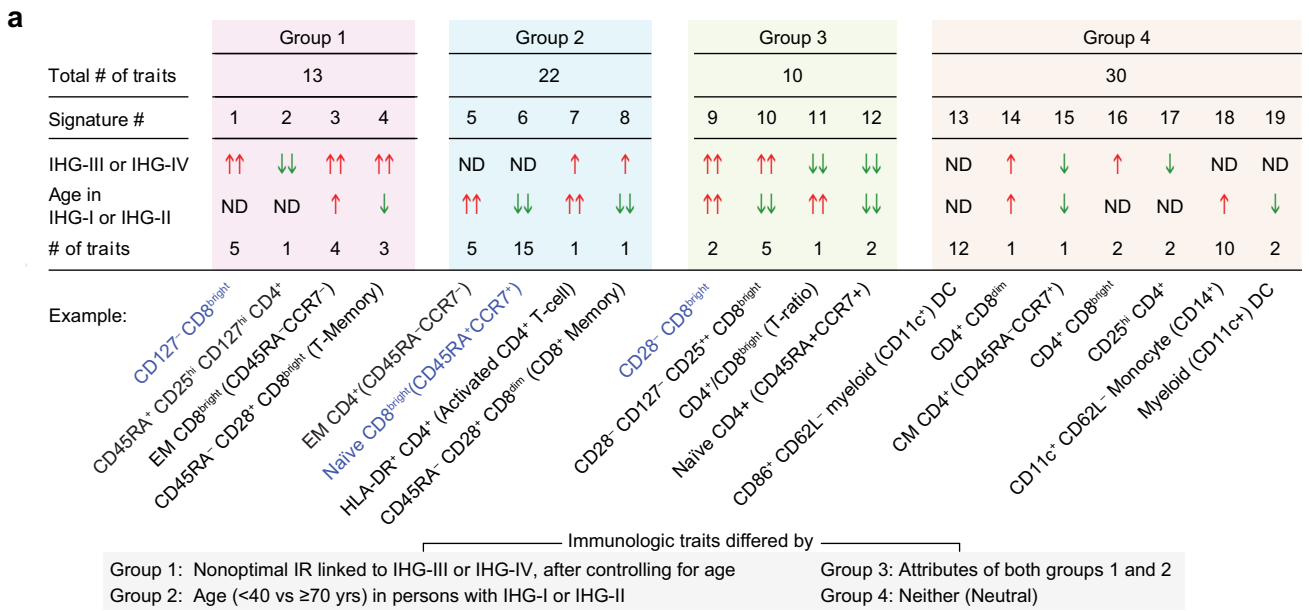 a
Group 1 Group 2 Group 3 Group 4
Total # of traits 13 22 10 30
Signature # 1 2 3 4 5 6 7 8 9 10 11 12 13 14 15 16 17 18 19
IHG-III or IHG-IV ↑↑ ↓↓ ↑↑ ↑↑ ND ND ↑ ↑ ↑↑ ↑↑ ↓↓ ↓↓ ND ↑ ↓ ↑ ↓ ND ND
Age in
IHG-I or IHG-II ND ND ↑ ↓ ↑↑ ↓↓ ↑↑ ↓↓ ↑↑ ↓↓ ↑↑ ↓↓ ND ↑ ↓ ND ND ↑ ↓
# of traits 5 1 4 3 5 15 1 1 2 5 1 2 12 1 1 2 2 10 2
Example:
CD127⁻ CD8ᵇʳⁱᵍʰᵗ
CD45RA⁺ CD25ʰⁱ CD127ʰⁱ CD4⁺
EM CD8ᵇʳⁱᵍʰᵗ (CD45RA⁻CCR7⁻)
CD45RA⁻ CD28⁺ CD8ᵇʳⁱᵍʰᵗ (T-Memory)
EM CD4⁺(CD45RA⁻CCR7⁻)
Naïve CD8ᵇʳⁱᵍʰᵗ(CD45RA⁺CCR7⁺)
HLA-DR⁺ CD4⁺ (Activated CD4⁺ T-cell)
CD45RA⁻ CD28⁺ CD8ᵈⁱᵐ (CD8⁺ Memory)
CD28⁻ CD8ᵇʳⁱᵍʰᵗ
CD28⁻ CD127⁻ CD25⁺⁺ CD8ᵇʳⁱᵍʰᵗ
CD4⁺/CD8ᵇʳⁱᵍʰᵗ (T-ratio)
Naïve CD4+ (CD45RA+CCR7+)
CD86⁺ CD62L⁻ myeloid (CD11c⁺) DC
CD4⁺ CD8ᵈⁱᵐ
CM CD4⁺ (CD45RA⁻CCR7⁺)
CD4⁺ CD8ᵇʳⁱᵍʰᵗ
CD25ʰⁱ CD4⁺
CD11c⁺ CD62L⁻ Monocyte (CD14⁺)
Myeloid (CD11c+) DC
Immunologic traits differed by
Group 1: Nonoptimal IR linked to IHG-III or IHG-IV, after controlling for age
Group 2: Age (<40 vs ≥70 yrs) in persons with IHG-I or IHG-II
Group 3: Attributes of both groups 1 and 2
Group 4: Neither (Neutral)